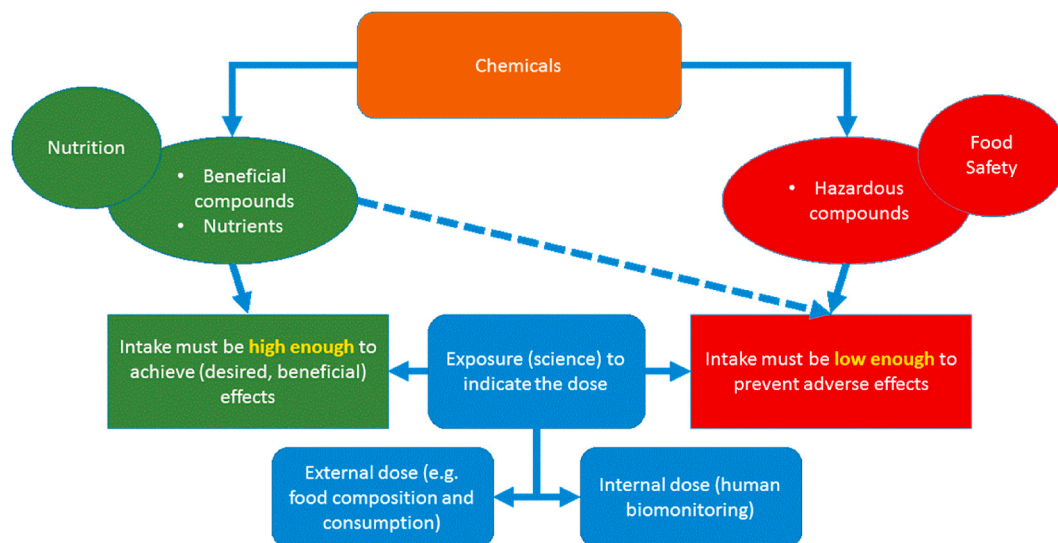 Chemicals
Nutrition
• Beneficial
compounds
• Nutrients
Food
Safety
• Hazardous
compounds
Intake must be high enough to
achieve (desired, beneficial)
effects
Exposure (science) to
indicate the dose
Intake must be low enough to
prevent adverse effects
External dose (e.g.
food composition and
consumption)
Internal dose (human
biomonitoring)